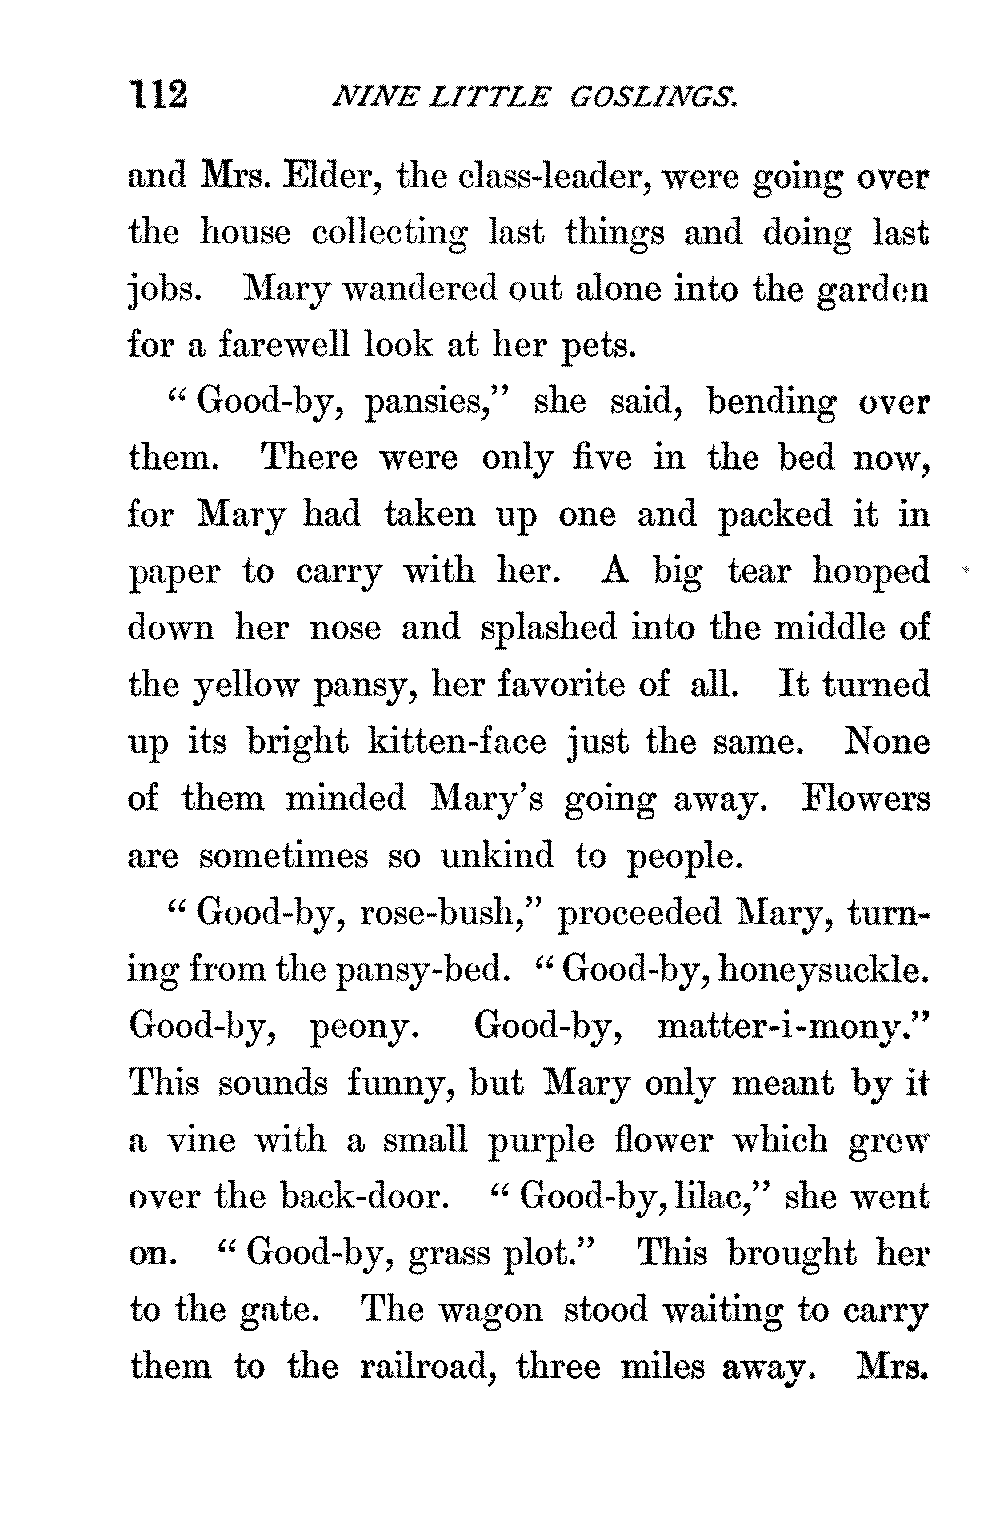 112 NINE LITTLE GOSLINGS.
and Mrs. Elder, the class-leader, were going over
the house collecting last things and doing last
jobs. Mary wandered out alone into the garden
for a farewell look at her pets.
“Good-by, pansies,” she said, bending over
them. There were only five in the bed now,
for Mary had taken up one and packed it in
paper to carry with her. A big tear hopped
down her nose and splashed into the middle of
the yellow pansy, her favorite of all. It turned
up its bright kitten-face just the same. None
of them minded Mary’s going away. Flowers
are sometimes so unkind to people.
“Good-by, rose-bush,” proceeded Mary, turn-
ing from the pansy-bed. “Good-by, honeysuckle.
Good-by, peony. Good-by, matter-i-mony.”
This sounds funny, but Mary only meant by it
a vine with a small purple flower which grew
over the back-door. “Good-by, lilac,” she went
on. “Good-by, grass plot.” This brought her
to the gate. The wagon stood waiting to carry
them to the railroad, three miles away. Mrs.